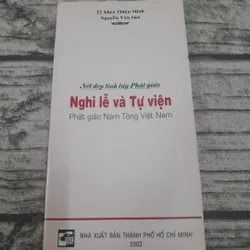 Tỳ kheo Thiện Minh
Nguyễn Văn Sáu
Nét đẹp tinh túy Phật giáo
Nghi lễ và Tự viện
Phật giáo Nam Tông Việt Nam
NHÀ XUẤT BẢN THÀNH PHỐ HỒ CHÍ MINH
2002